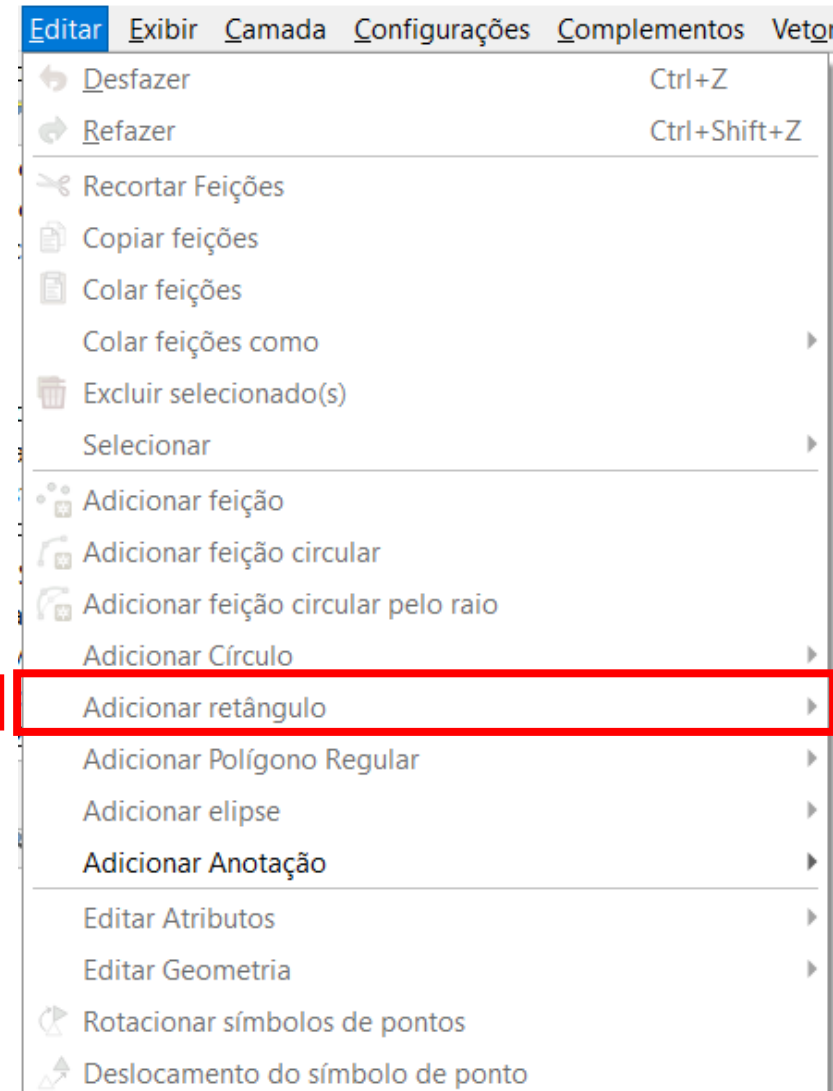 Editar Exibir Camada Configurações Complementos Vetor
Desfazer Ctrl+Z
Refazer Ctrl+Shift+Z
Recortar Feições
Copiar feições
Colar feições
Colar feições como
Excluir selecionado(s)
Selecionar
Adicionar feição
Adicionar feição circular
Adicionar feição circular pelo raio
Adicionar Círculo
Adicionar retângulo
Adicionar Polígono Regular
Adicionar elipse
Adicionar Anotação
Editar Atributos
Editar Geometria
Rotacionar símbolos de pontos
Deslocamento do símbolo de ponto